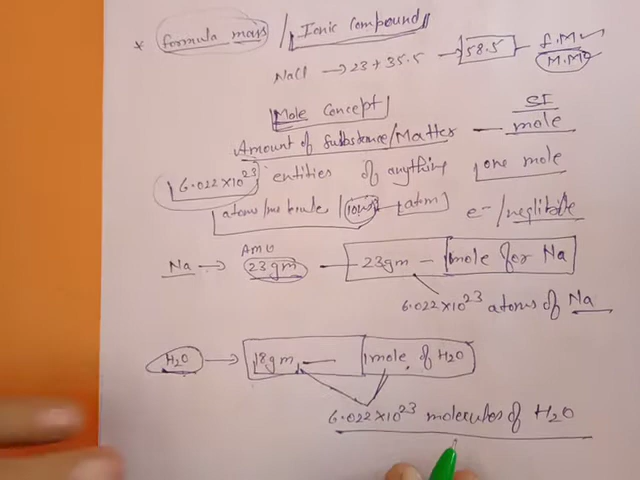 * formula mass / Ionic Compound
NaCl → 23 + 35.5 → 58.5 f.M
M.M
Mole Concept SI
Amount of Substance/Matter — mole
6.022×10²³ entities of anything one mole
atoms/molecule/ions atom e-/neglibible
AMU
Na → 23gm — 23gm — 1mole for Na
6.022×10²³ atoms of Na
H₂O → 18gm — 1mole of H₂O
6.022×10²³ molecules of H₂O